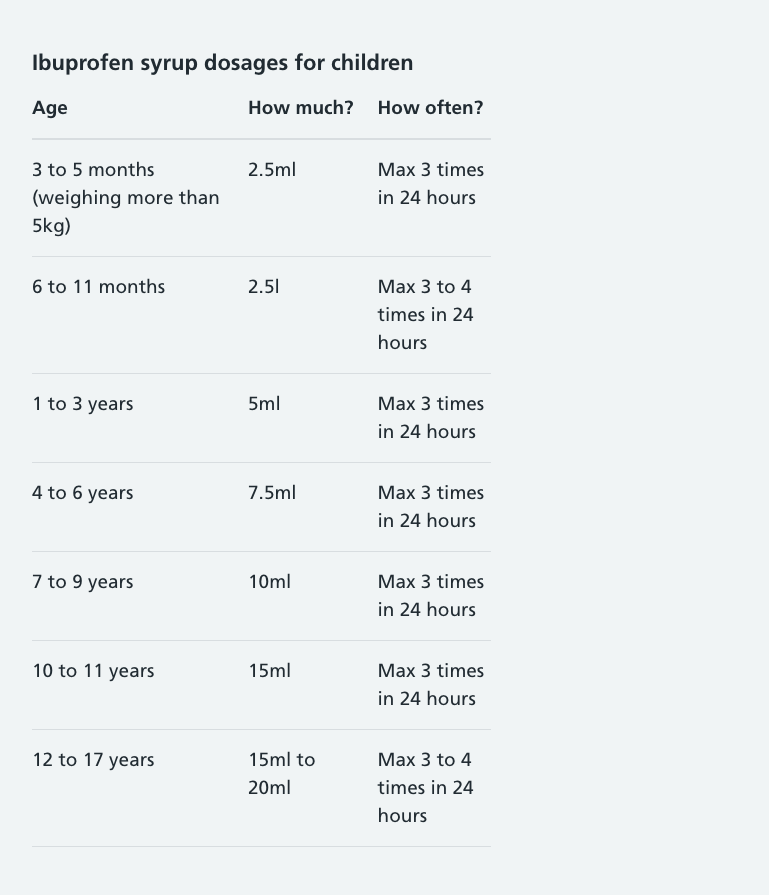 Ibuprofen syrup dosages for children
Age How much? How often?
3 to 5 months 2.5ml Max 3 times
(weighing more than in 24 hours
5kg)
6 to 11 months 2.5l Max 3 to 4
times in 24
hours
1 to 3 years 5ml Max 3 times
in 24 hours
4 to 6 years 7.5ml Max 3 times
in 24 hours
7 to 9 years 10ml Max 3 times
in 24 hours
10 to 11 years 15ml Max 3 times
in 24 hours
12 to 17 years 15ml to Max 3 to 4
20ml times in 24
hours